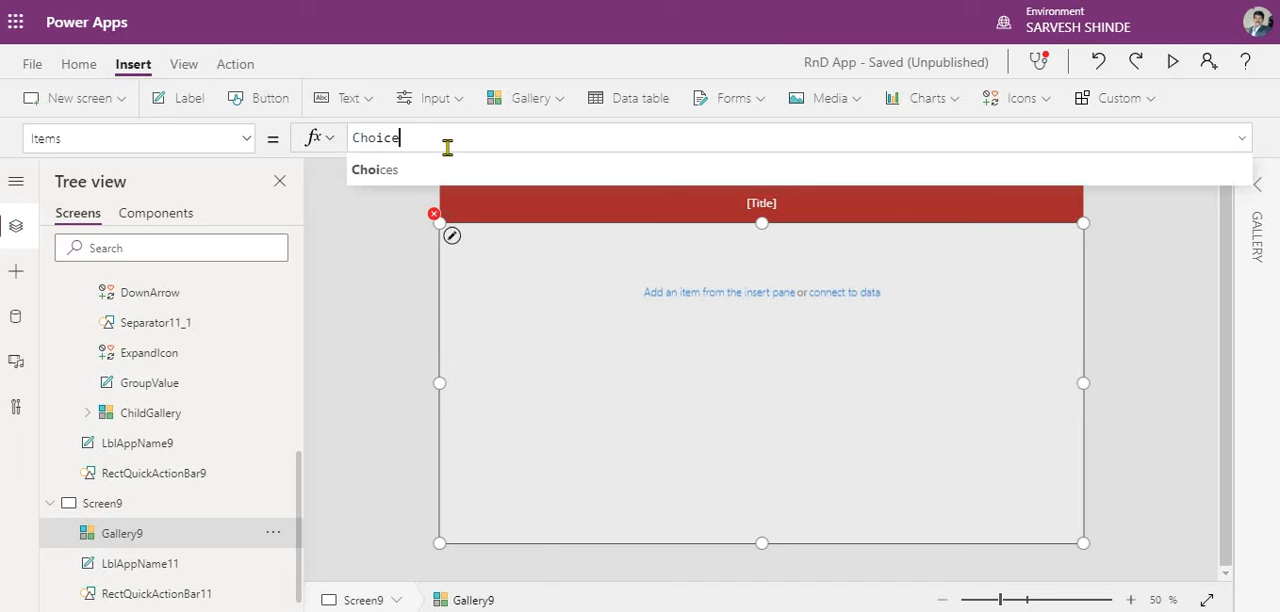 Power Apps
Environment
SARVESH SHINDE
File Home Insert View Action
RnD App - Saved (Unpublished)
New screen Label Button Text Input Gallery Data table Forms Media Charts Icons Custom
Items = fx Choice
Choices
Tree view
Screens Components
Search
DownArrow
Separator11_1
ExpandIcon
GroupValue
ChildGallery
LblAppName9
RectQuickActionBar9
Screen9
Gallery9
LblAppName11
RectQuickActionBar11
[Title]
Add an item from the insert pane or connect to data
GALLERY
Screen9 Gallery9
50 %